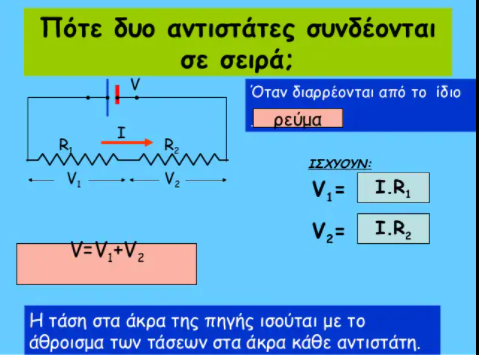 Πότε δυο αντιστάτες συνδέονται
σε σειρά;
V
I
R1
R2
V1
V2
Όταν διαρρέονται από το ίδιο
ρεύμα
ΙΣΧΥΟΥΝ:
V1= I.R1
V2= I.R2
V=V1+V2
Η τάση στα άκρα της πηγής ισούται με το
άθροισμα των τάσεων στα άκρα κάθε αντιστάτη.